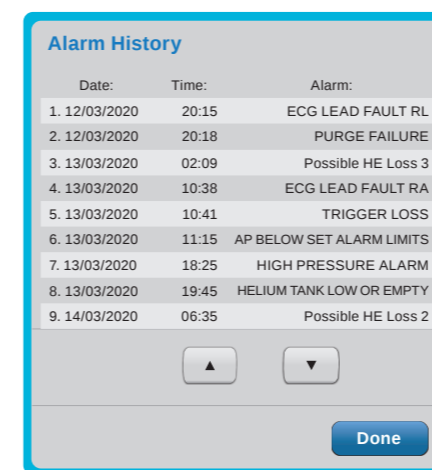 Alarm History
Date: Time: Alarm:
1. 12/03/2020 20:15 ECG LEAD FAULT RL
2. 12/03/2020 20:18 PURGE FAILURE
3. 13/03/2020 02:09 Possible HE Loss 3
4. 13/03/2020 10:38 ECG LEAD FAULT RA
5. 13/03/2020 10:41 TRIGGER LOSS
6. 13/03/2020 11:15 AP BELOW SET ALARM LIMITS
7. 13/03/2020 18:25 HIGH PRESSURE ALARM
8. 13/03/2020 19:45 HELIUM TANK LOW OR EMPTY
9. 14/03/2020 06:35 Possible HE Loss 2
Done